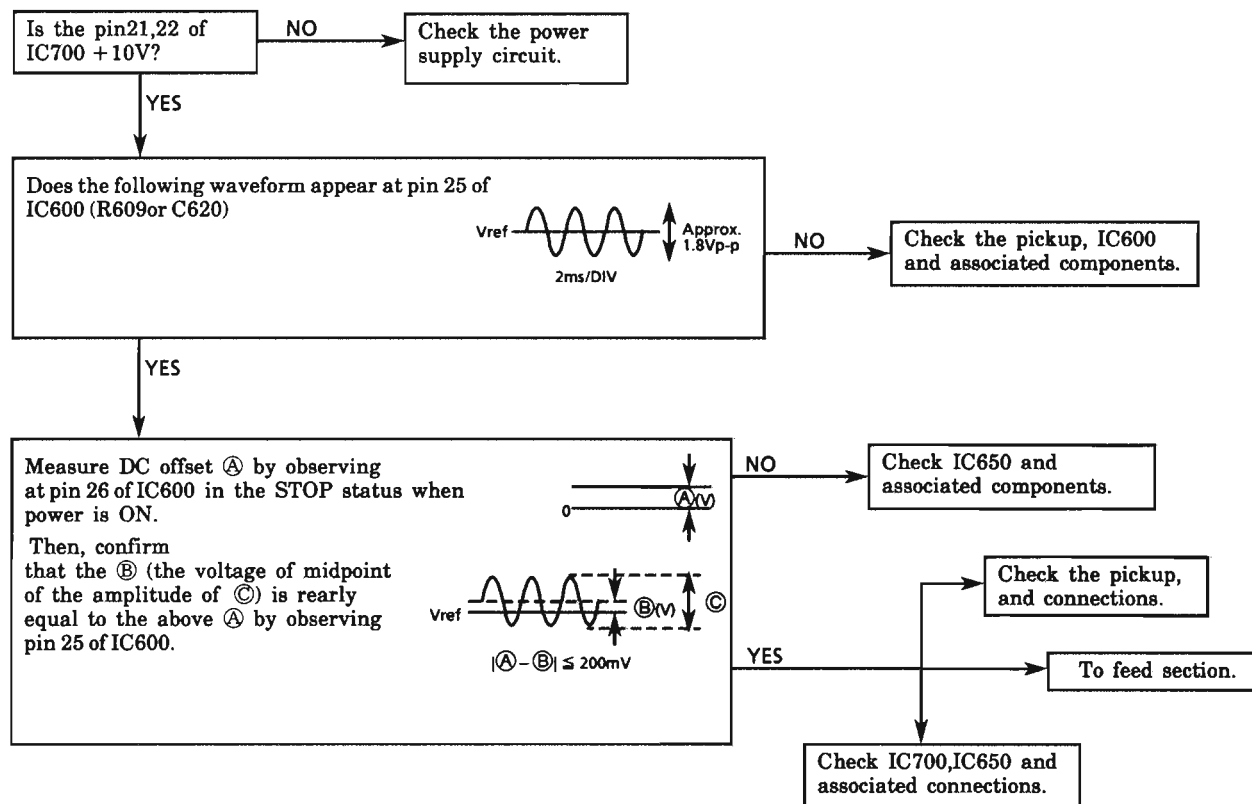 Is the pin21,22 of
IC700 +10V?
NO
Check the power
supply circuit.
YES
Does the following waveform appear at pin 25 of
IC600 (R609or C620)
Vref
Approx.
1.8Vp-p
2ms/DIV
NO
Check the pickup, IC600
and associated components.
YES
Measure DC offset Ⓐ by observing
at pin 26 of IC600 in the STOP status when
power is ON.
0
Ⓐ(V)
NO
Check IC650 and
associated components.
Then, confirm
that the Ⓑ (the voltage of midpoint
of the amplitude of Ⓒ) is rearly
equal to the above Ⓐ by observing
pin 25 of IC600.
Vref
Ⓑ(V)
Ⓒ
|Ⓐ-Ⓑ| ≦ 200mV
YES
Check the pickup,
and connections.
To feed section.
Check IC700,IC650 and
associated connections.